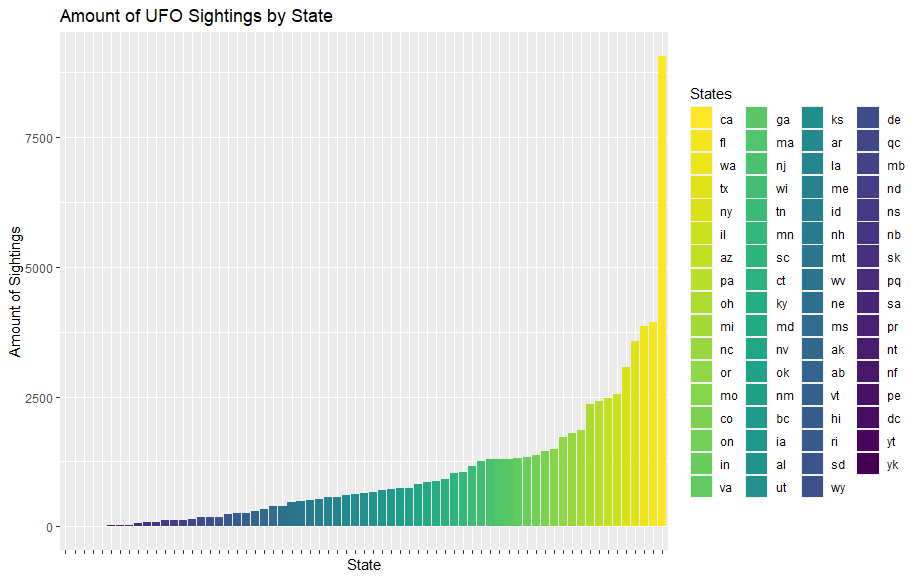 Amount of UFO Sightings by State
Amount of Sightings
7500
5000
2500
0
State
States
ca ga ks de
fl ma ar qc
wa nj la mb
tx wi me nd
ny tn id ns
il mn nh nb
az sc mt sk
pa ct wv pq
oh ky ne sa
mi md ms pr
nc nv ak nt
or ok ab nf
mo nm vt pe
co bc hi dc
on ia ri yt
in al sd yk
va ut wy